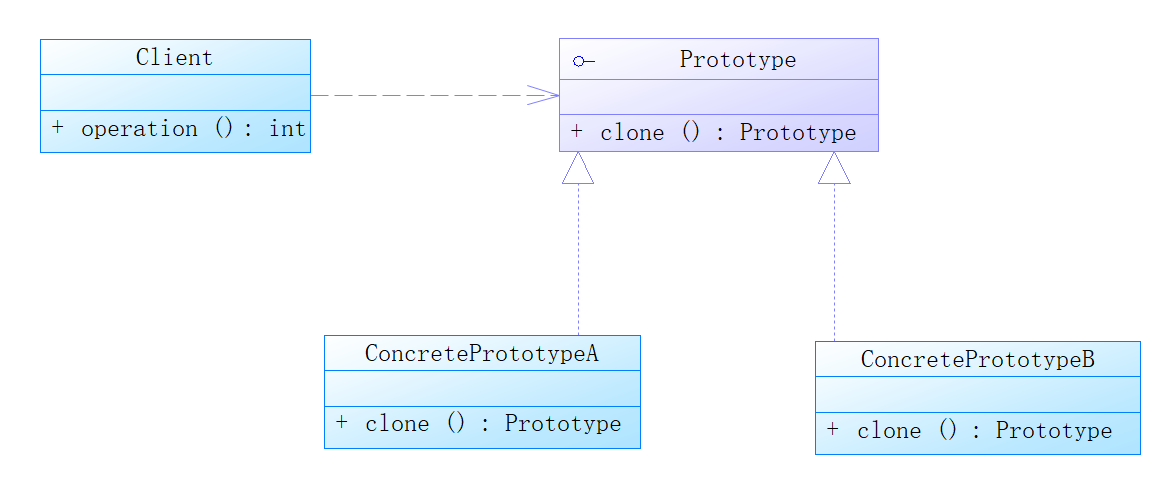 Client
+ operation () : int
Prototype
+ clone () : Prototype
ConcretePrototypeA
+ clone () : Prototype
ConcretePrototypeB
+ clone () : Prototype